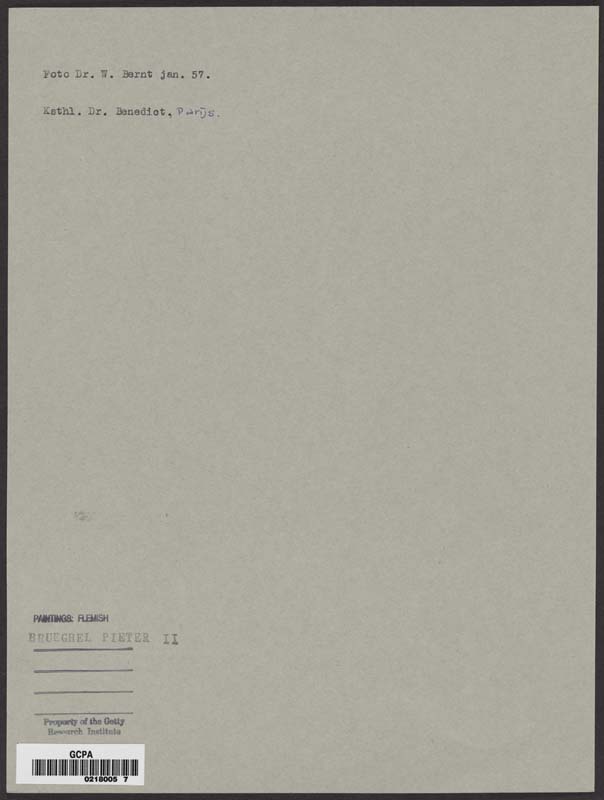 Foto Dr. W. Bernt jan. 57.
Ksthl. Dr. Benedict, Parijs.
PAINTINGS: FLEMISH
BRUEGHEL PIETER II
Property of the Getty
Research Institute
GCPA
0218005 7